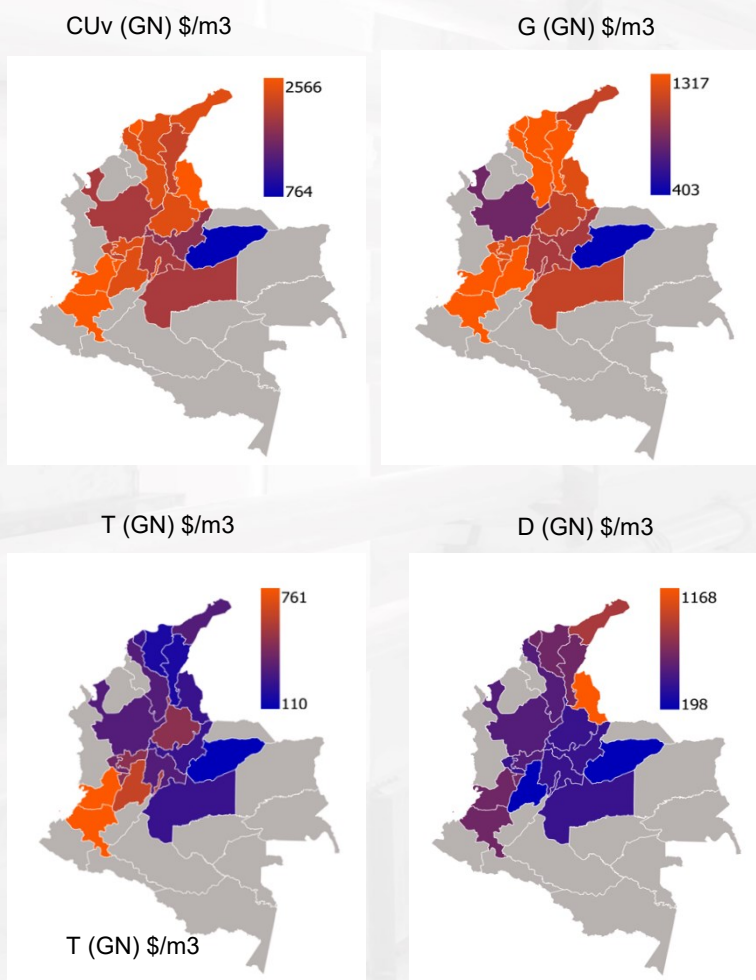 CUv (GN) $/m3
G (GN) $/m3
2566
764
1317
403
T (GN) $/m3
D (GN) $/m3
761
110
1168
198
T (GN) $/m3